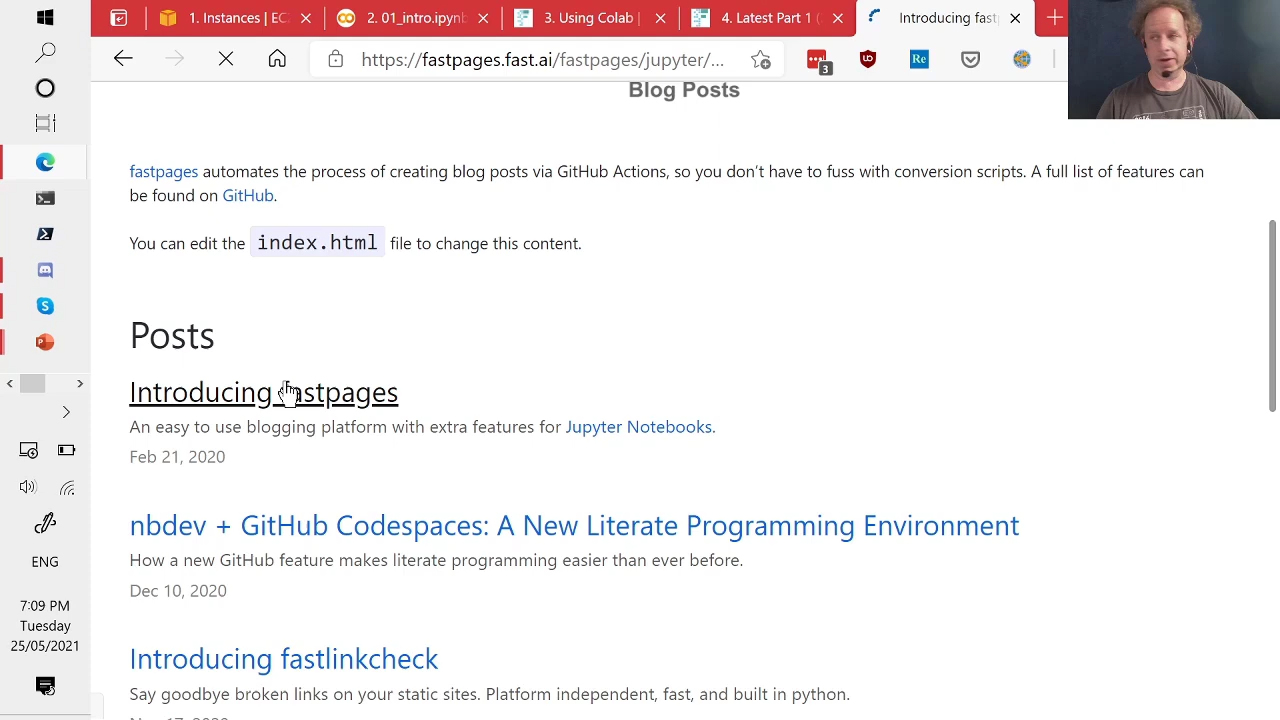 1. Instances | EC
2. 01_intro.ipynb
3. Using Colab |
4. Latest Part 1 (
Introducing fastp
https://fastpages.fast.ai/fastpages/jupyter/...
3
Re
Blog Posts
fastpages automates the process of creating blog posts via GitHub Actions, so you don't have to fuss with conversion scripts. A full list of features can
be found on GitHub.
You can edit the index.html file to change this content.
Posts
Introducing fastpages
An easy to use blogging platform with extra features for Jupyter Notebooks.
Feb 21, 2020
nbdev + GitHub Codespaces: A New Literate Programming Environment
How a new GitHub feature makes literate programming easier than ever before.
Dec 10, 2020
Introducing fastlinkcheck
Say goodbye broken links on your static sites. Platform independent, fast, and built in python.
Nov 17, 2020
ENG
7:09 PM
Tuesday
25/05/2021